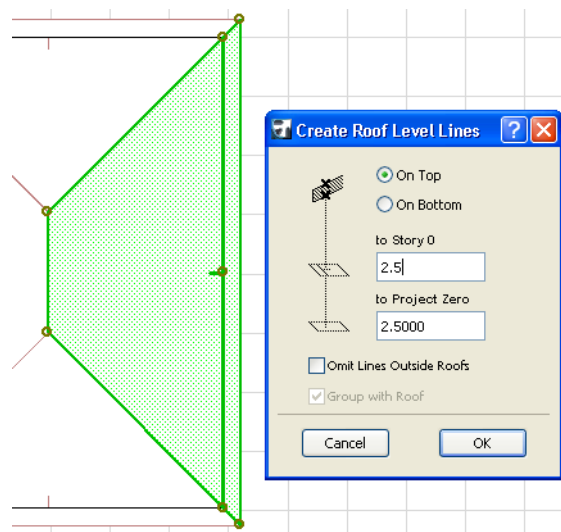 Create Roof Level Lines
On Top
On Bottom
to Story 0
2.5
to Project Zero
2.5000
Omit Lines Outside Roofs
Group with Roof
Cancel OK